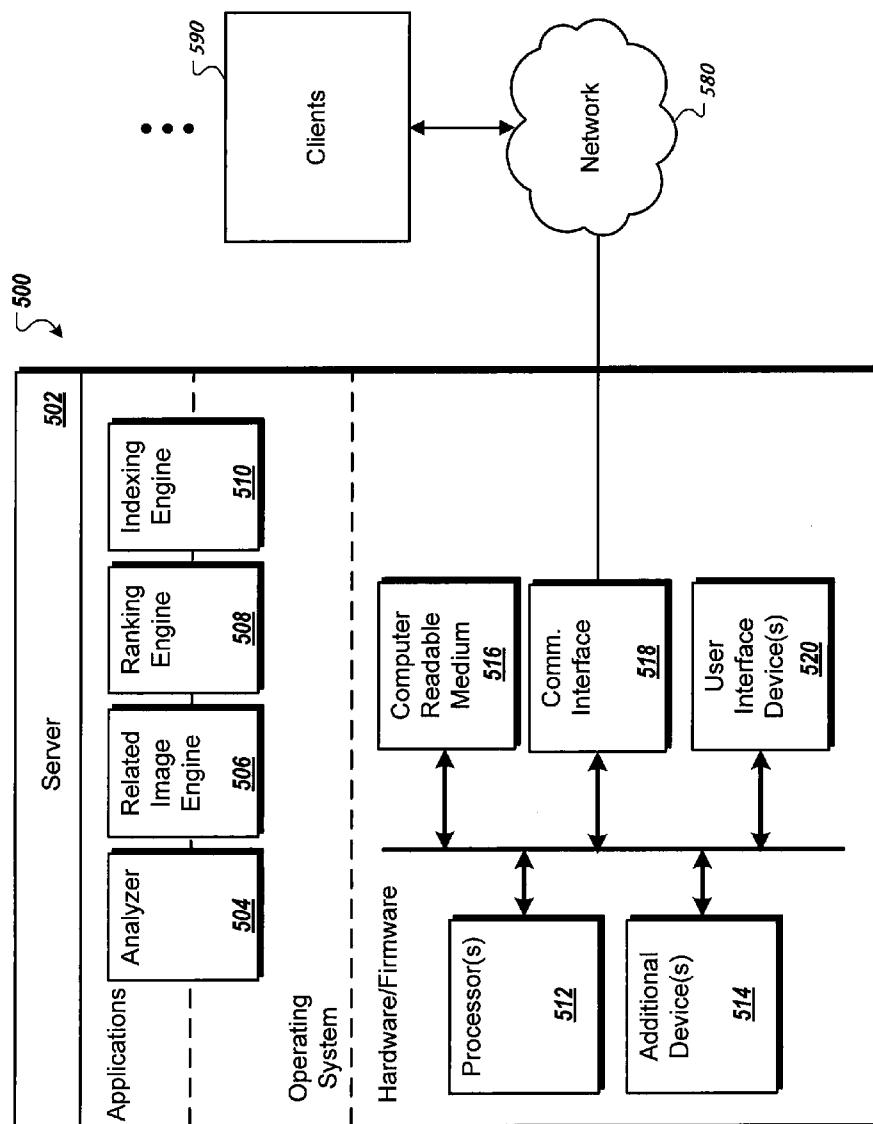 500
Server
502
Applications
Analyzer
504
Related
Image
Engine
506
Ranking
Engine
508
Indexing
Engine
510
Operating
System
Hardware/Firmware
Processor(s)
512
Additional
Device(s)
514
Computer
Readable
Medium
516
Comm.
Interface
518
User
Interface
Device(s)
520
Clients
590
Network
580